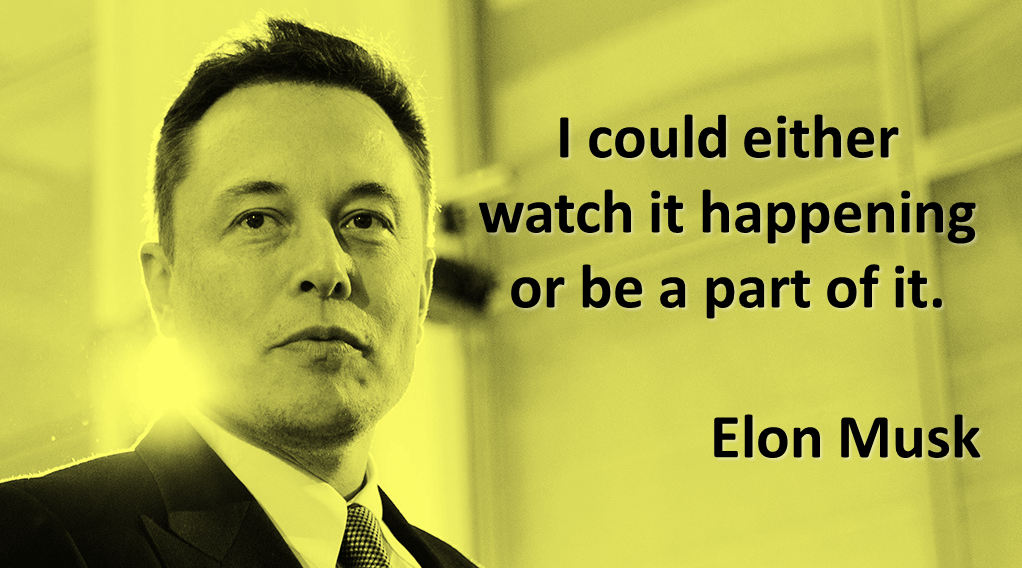 I could either
watch it happening
or be a part of it.
Elon Musk